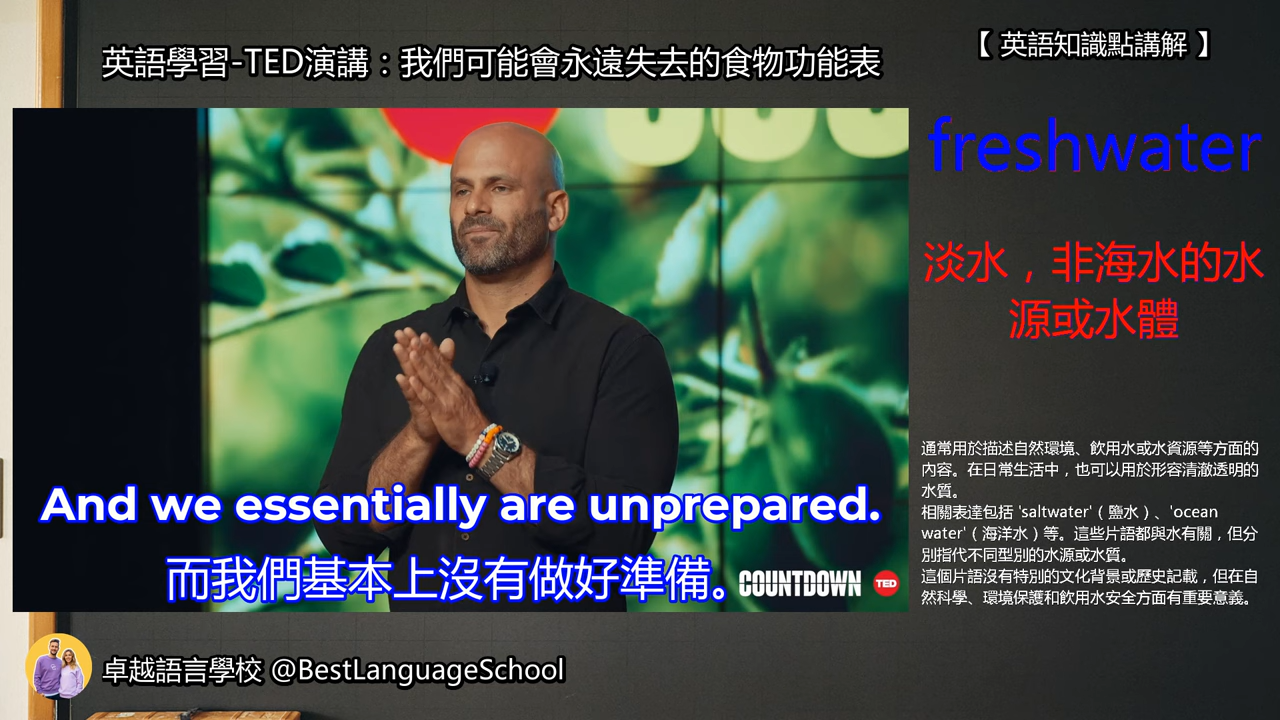 英語學習-TED演講：我們可能會永遠失去的食物功能表
【 英語知識點講解 】
freshwater
淡水，非海水的水
源或水體
通常用於描述自然環境、飲用水或水資源等方面的
內容。在日常生活中，也可以用於形容清澈透明的
水質。
相關表達包括 'saltwater'（鹽水）、'ocean
water'（海洋水）等。這些片語都與水有關，但分
別指代不同型別的水源或水質。
這個片語沒有特別的文化背景或歷史記載，但在自
然科學、環境保護和飲用水安全方面有重要意義。
And we essentially are unprepared.
而我們基本上沒有做好準備。
COUNTDOWN
TED
卓越語言學校 @BestLanguageSchool